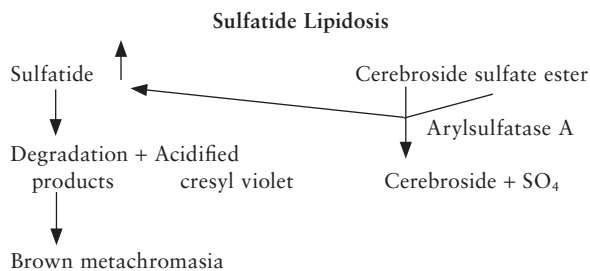 Sulfatide Lipidosis
Sulfatide
Cerebroside sulfate ester
Arylsulfatase A
Degradation + Acidified
products cresyl violet
Cerebroside + SO₄
Brown metachromasia